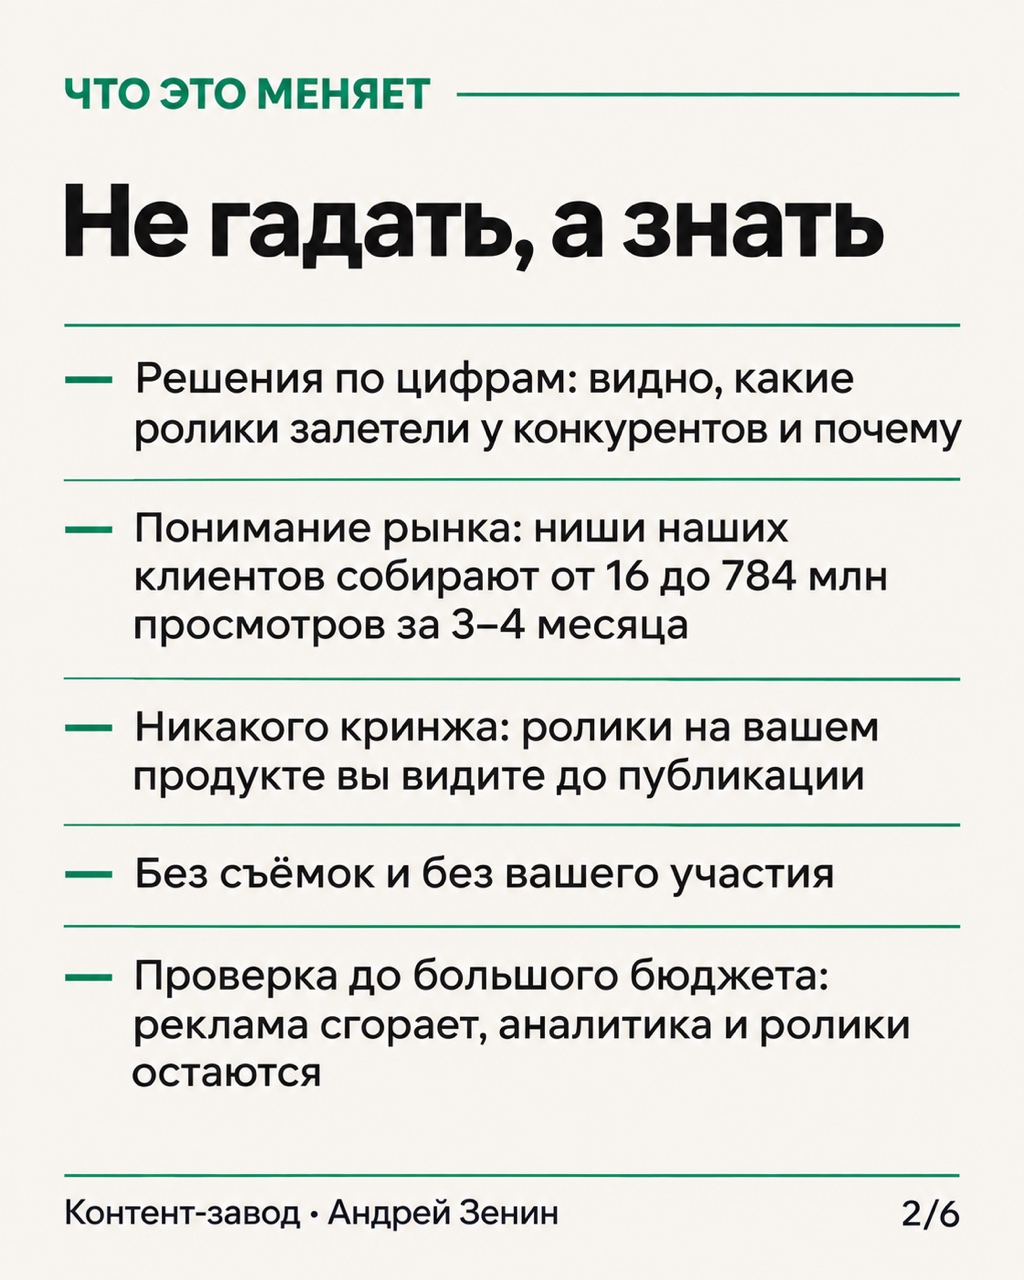 ЧТО ЭТО МЕНЯЕТ
Не гадать, а знать
— Решения по цифрам: видно, какие
ролики залетели у конкурентов и почему
— Понимание рынка: ниши наших
клиентов собирают от 16 до 784 млн
просмотров за 3–4 месяца
— Никакого кринжа: ролики на вашем
продукте вы видите до публикации
— Без съёмок и без вашего участия
— Проверка до большого бюджета:
реклама сгорает, аналитика и ролики
остаются
Контент-завод • Андрей Зенин
2/6